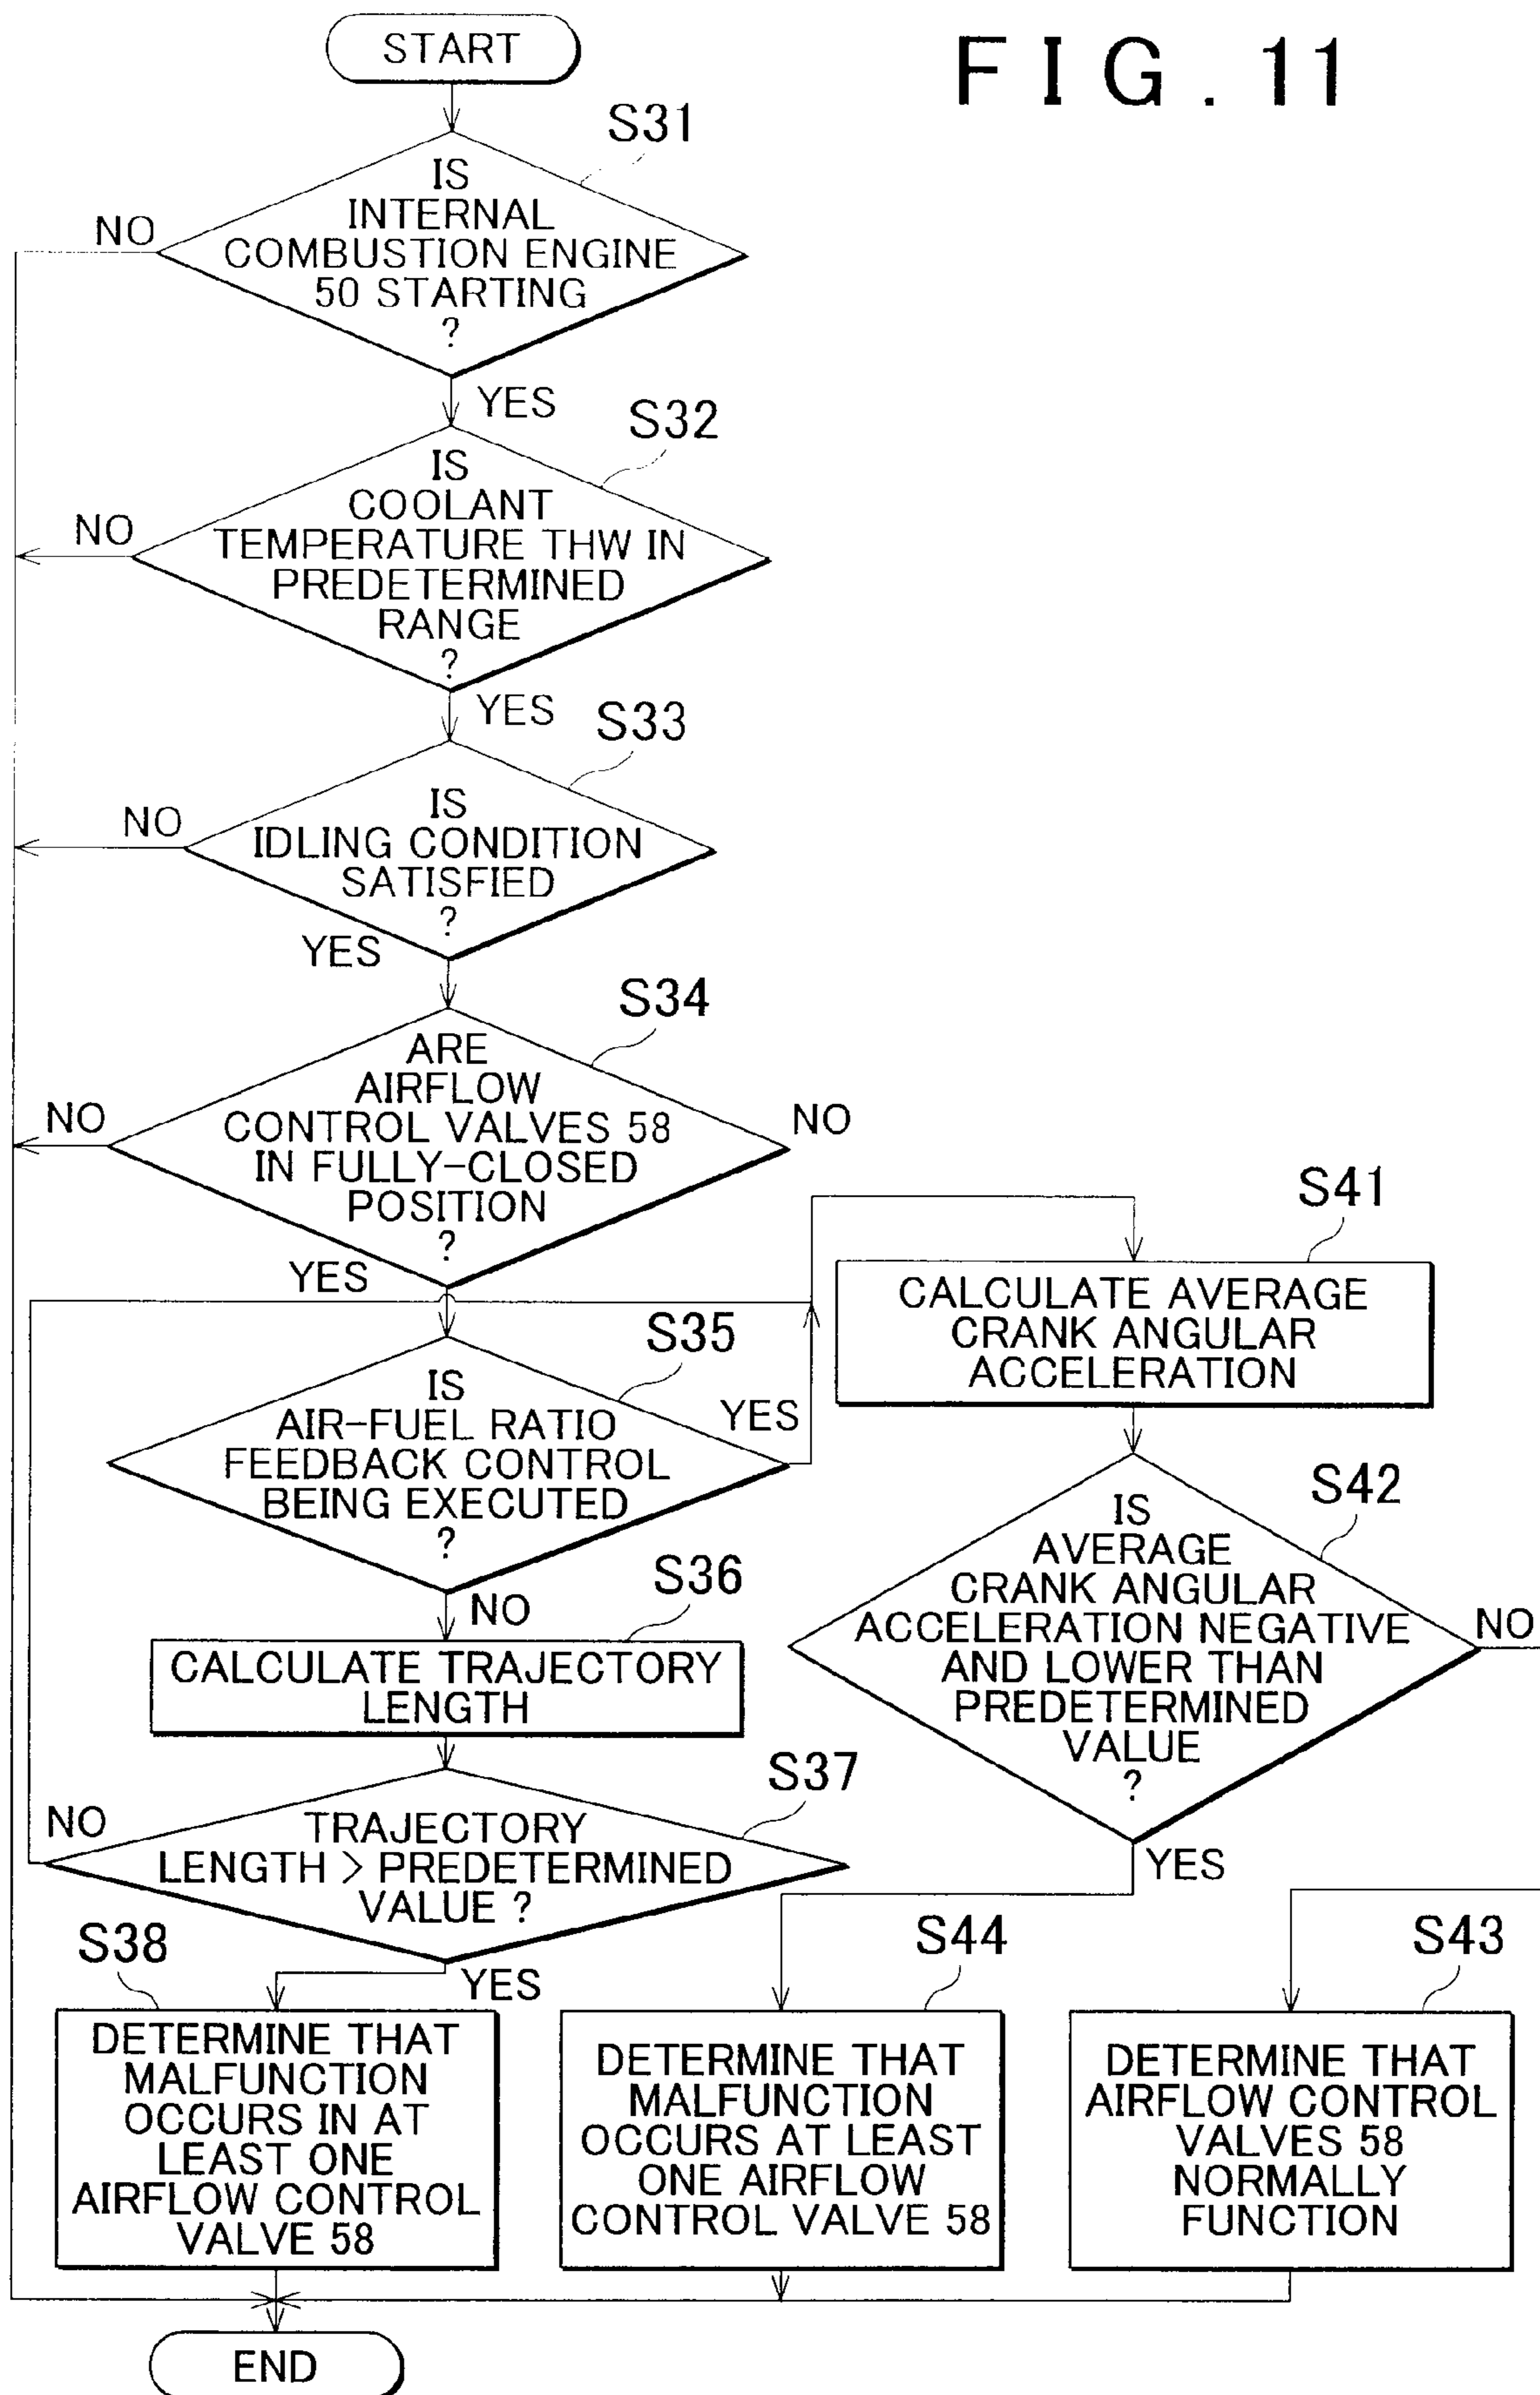 FIG. 11
START
S31
IS
INTERNAL
COMBUSTION ENGINE
50 STARTING
?
NO
YES
S32
IS
COOLANT
TEMPERATURE THW IN
PREDETERMINED
RANGE
?
NO
YES
S33
IS
IDLING CONDITION
SATISFIED
?
NO
YES
S34
ARE
AIRFLOW
CONTROL VALVES 58
IN FULLY-CLOSED
POSITION
?
NO
NO
YES
S35
IS
AIR-FUEL RATIO
FEEDBACK CONTROL
BEING EXECUTED
?
YES
NO
S36
CALCULATE TRAJECTORY
LENGTH
S37
TRAJECTORY
LENGTH > PREDETERMINED
VALUE ?
NO
YES
S38
DETERMINE THAT
MALFUNCTION
OCCURS IN AT
LEAST ONE
AIRFLOW CONTROL
VALVE 58
S41
CALCULATE AVERAGE
CRANK ANGULAR
ACCELERATION
S42
IS
AVERAGE
CRANK ANGULAR
ACCELERATION NEGATIVE
AND LOWER THAN
PREDETERMINED
VALUE
?
NO
YES
S44
DETERMINE THAT
MALFUNCTION
OCCURS AT LEAST
ONE AIRFLOW
CONTROL VALVE 58
S43
DETERMINE THAT
AIRFLOW CONTROL
VALVES 58
NORMALLY
FUNCTION
END